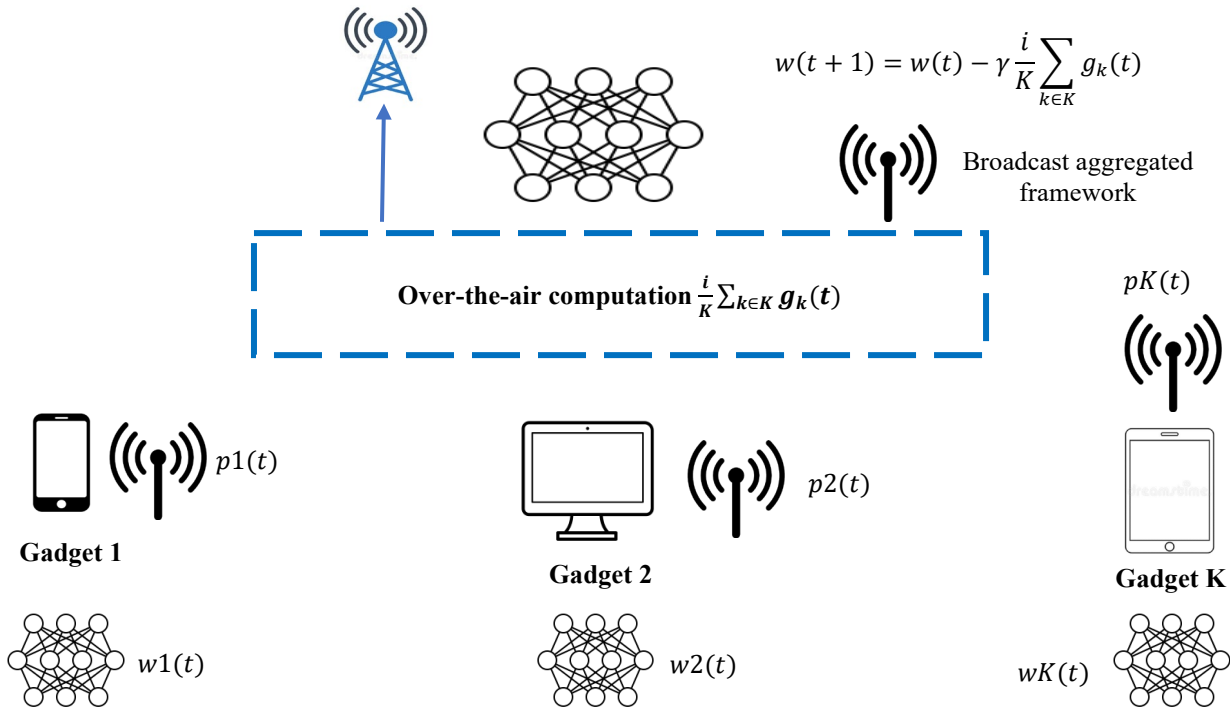 w(t + 1) = w(t) − γ i/K ∑_{k∈K} g_k(t)
Broadcast aggregated
framework
Over-the-air computation i/K ∑_{k∈K} g_k(t)
pK(t)
p1(t)
p2(t)
dreamstime
Gadget 1
Gadget 2
Gadget K
w1(t)
w2(t)
wK(t)